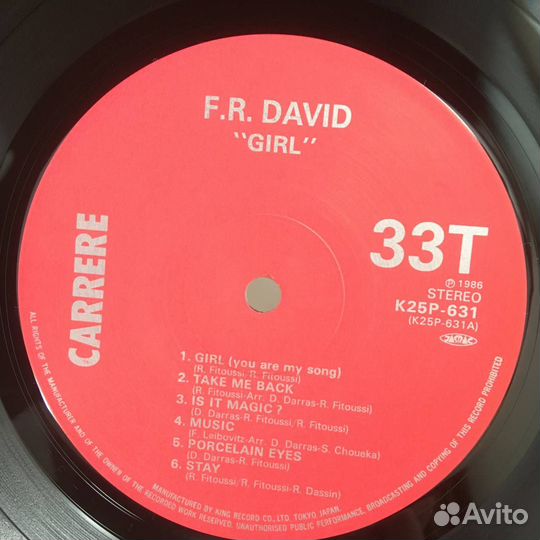 F.R. DAVID
"GIRL"
CARRERE
33T
Ⓟ 1986
STEREO
K25P-631
(K25P-631A)
JASRAC
1. GIRL (you are my song)
(R. Fitoussi/R. Fitoussi)
2. TAKE ME BACK
(R. Fitoussi-Arr. D. Darras-R. Fitoussi)
3. IS IT MAGIC?
(D. Darras-R. Fitoussi/R. Fitoussi)
4. MUSIC
(F. Leibovitz-Arr. D. Darras-S. Choueka)
5. PORCELAIN EYES
(D. Darras-R. Fitoussi)
6. STAY
(R. Fitoussi/R. Fitoussi-R. Dassin)
MANUFACTURED BY KING RECORD CO., LTD. TOKYO, JAPAN.
ALL RIGHTS OF THE MANUFACTURER AND OF THE OWNER OF THE RECORDED WORK RESERVED. UNAUTHORISED PUBLIC PERFORMANCE, BROADCASTING AND COPYING OF THIS RECORD PROHIBITED
Avito